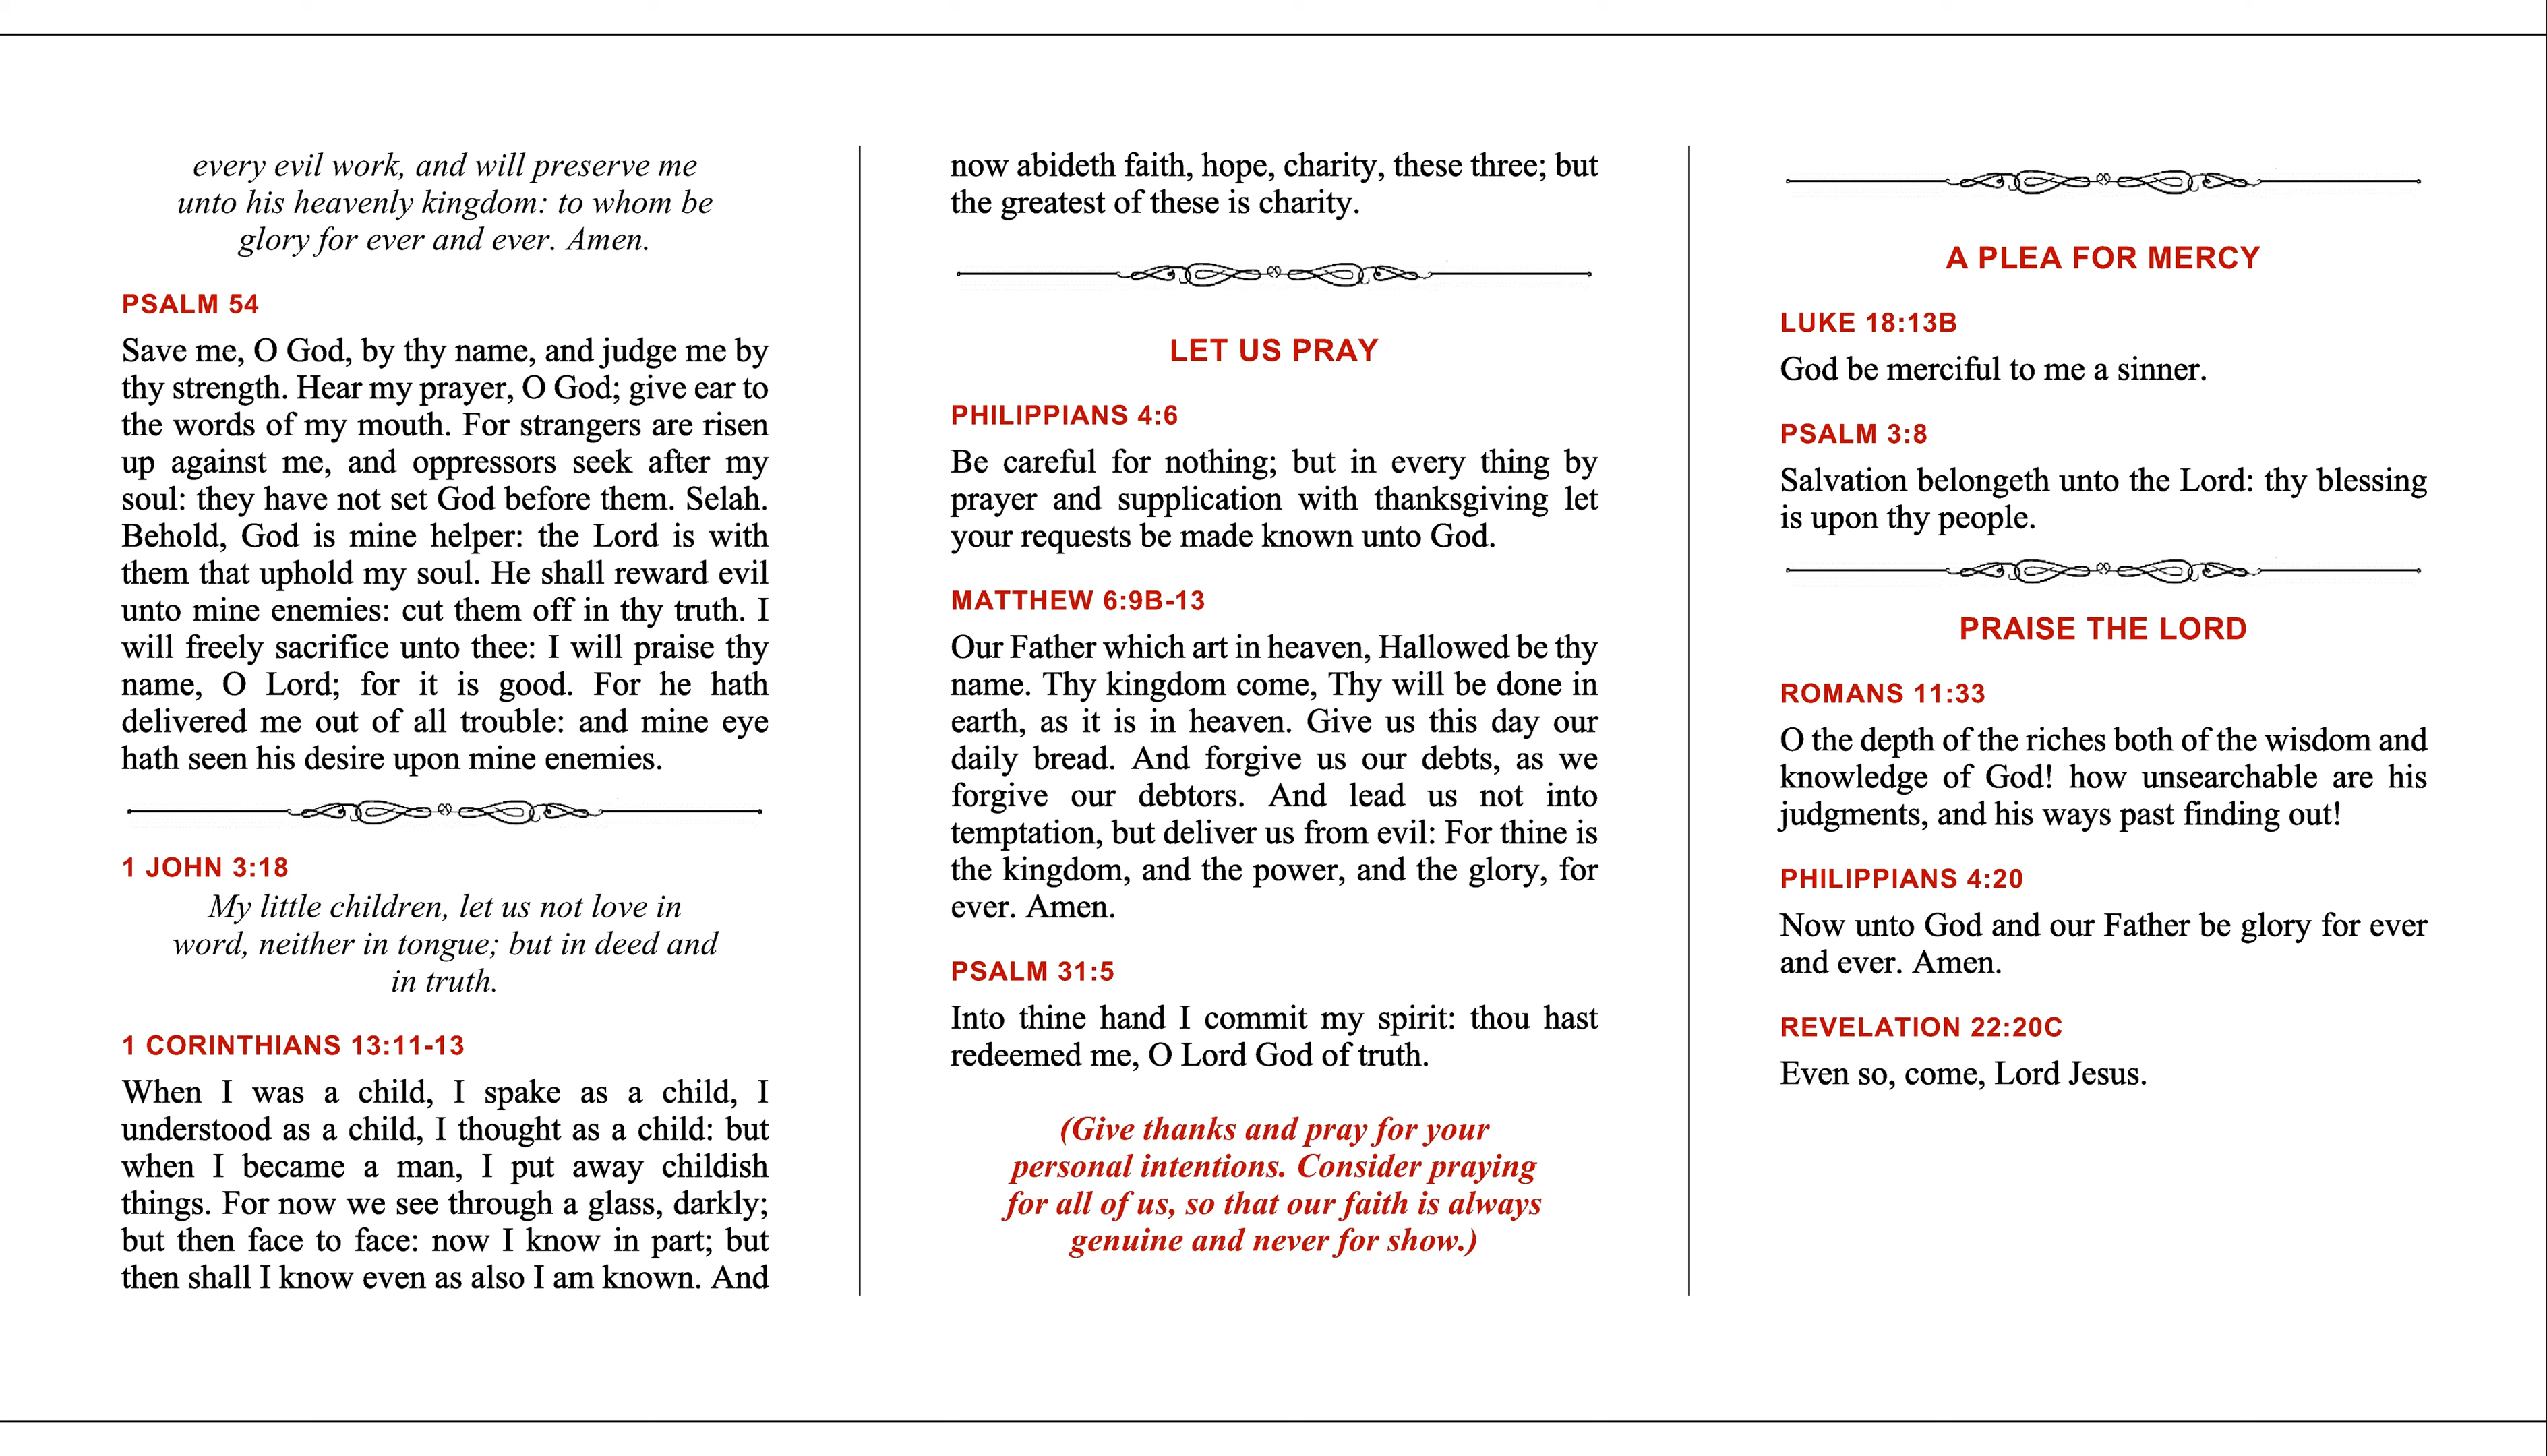 every evil work, and will preserve me
unto his heavenly kingdom: to whom be
glory for ever and ever. Amen.
PSALM 54
Save me, O God, by thy name, and judge me by
thy strength. Hear my prayer, O God; give ear to
the words of my mouth. For strangers are risen
up against me, and oppressors seek after my
soul: they have not set God before them. Selah.
Behold, God is mine helper: the Lord is with
them that uphold my soul. He shall reward evil
unto mine enemies: cut them off in thy truth. I
will freely sacrifice unto thee: I will praise thy
name, O Lord; for it is good. For he hath
delivered me out of all trouble: and mine eye
hath seen his desire upon mine enemies.
1 JOHN 3:18
My little children, let us not love in
word, neither in tongue; but in deed and
in truth.
1 CORINTHIANS 13:11-13
When I was a child, I spake as a child, I
understood as a child, I thought as a child: but
when I became a man, I put away childish
things. For now we see through a glass, darkly;
but then face to face: now I know in part; but
then shall I know even as also I am known. And
now abideth faith, hope, charity, these three; but
the greatest of these is charity.
LET US PRAY
PHILIPPIANS 4:6
Be careful for nothing; but in every thing by
prayer and supplication with thanksgiving let
your requests be made known unto God.
MATTHEW 6:9B-13
Our Father which art in heaven, Hallowed be thy
name. Thy kingdom come, Thy will be done in
earth, as it is in heaven. Give us this day our
daily bread. And forgive us our debts, as we
forgive our debtors. And lead us not into
temptation, but deliver us from evil: For thine is
the kingdom, and the power, and the glory, for
ever. Amen.
PSALM 31:5
Into thine hand I commit my spirit: thou hast
redeemed me, O Lord God of truth.
(Give thanks and pray for your
personal intentions. Consider praying
for all of us, so that our faith is always
genuine and never for show.)
A PLEA FOR MERCY
LUKE 18:13B
God be merciful to me a sinner.
PSALM 3:8
Salvation belongeth unto the Lord: thy blessing
is upon thy people.
PRAISE THE LORD
ROMANS 11:33
O the depth of the riches both of the wisdom and
knowledge of God! how unsearchable are his
judgments, and his ways past finding out!
PHILIPPIANS 4:20
Now unto God and our Father be glory for ever
and ever. Amen.
REVELATION 22:20C
Even so, come, Lord Jesus.